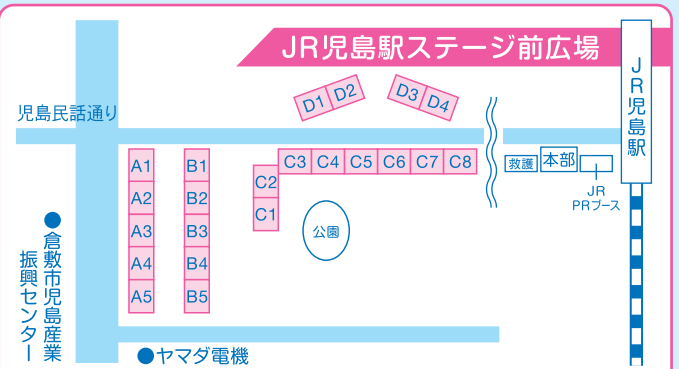 JR児島駅ステージ前広場
JR児島駅
児島民話通り
D1 D2
D3 D4
A1
A2
A3
A4
A5
B1
B2
B3
B4
B5
C3 C4 C5 C6 C7 C8
C2
C1
公園
救護
本部
JR
PRブース
●倉敷市児島産業
振興センター
●ヤマダ電機